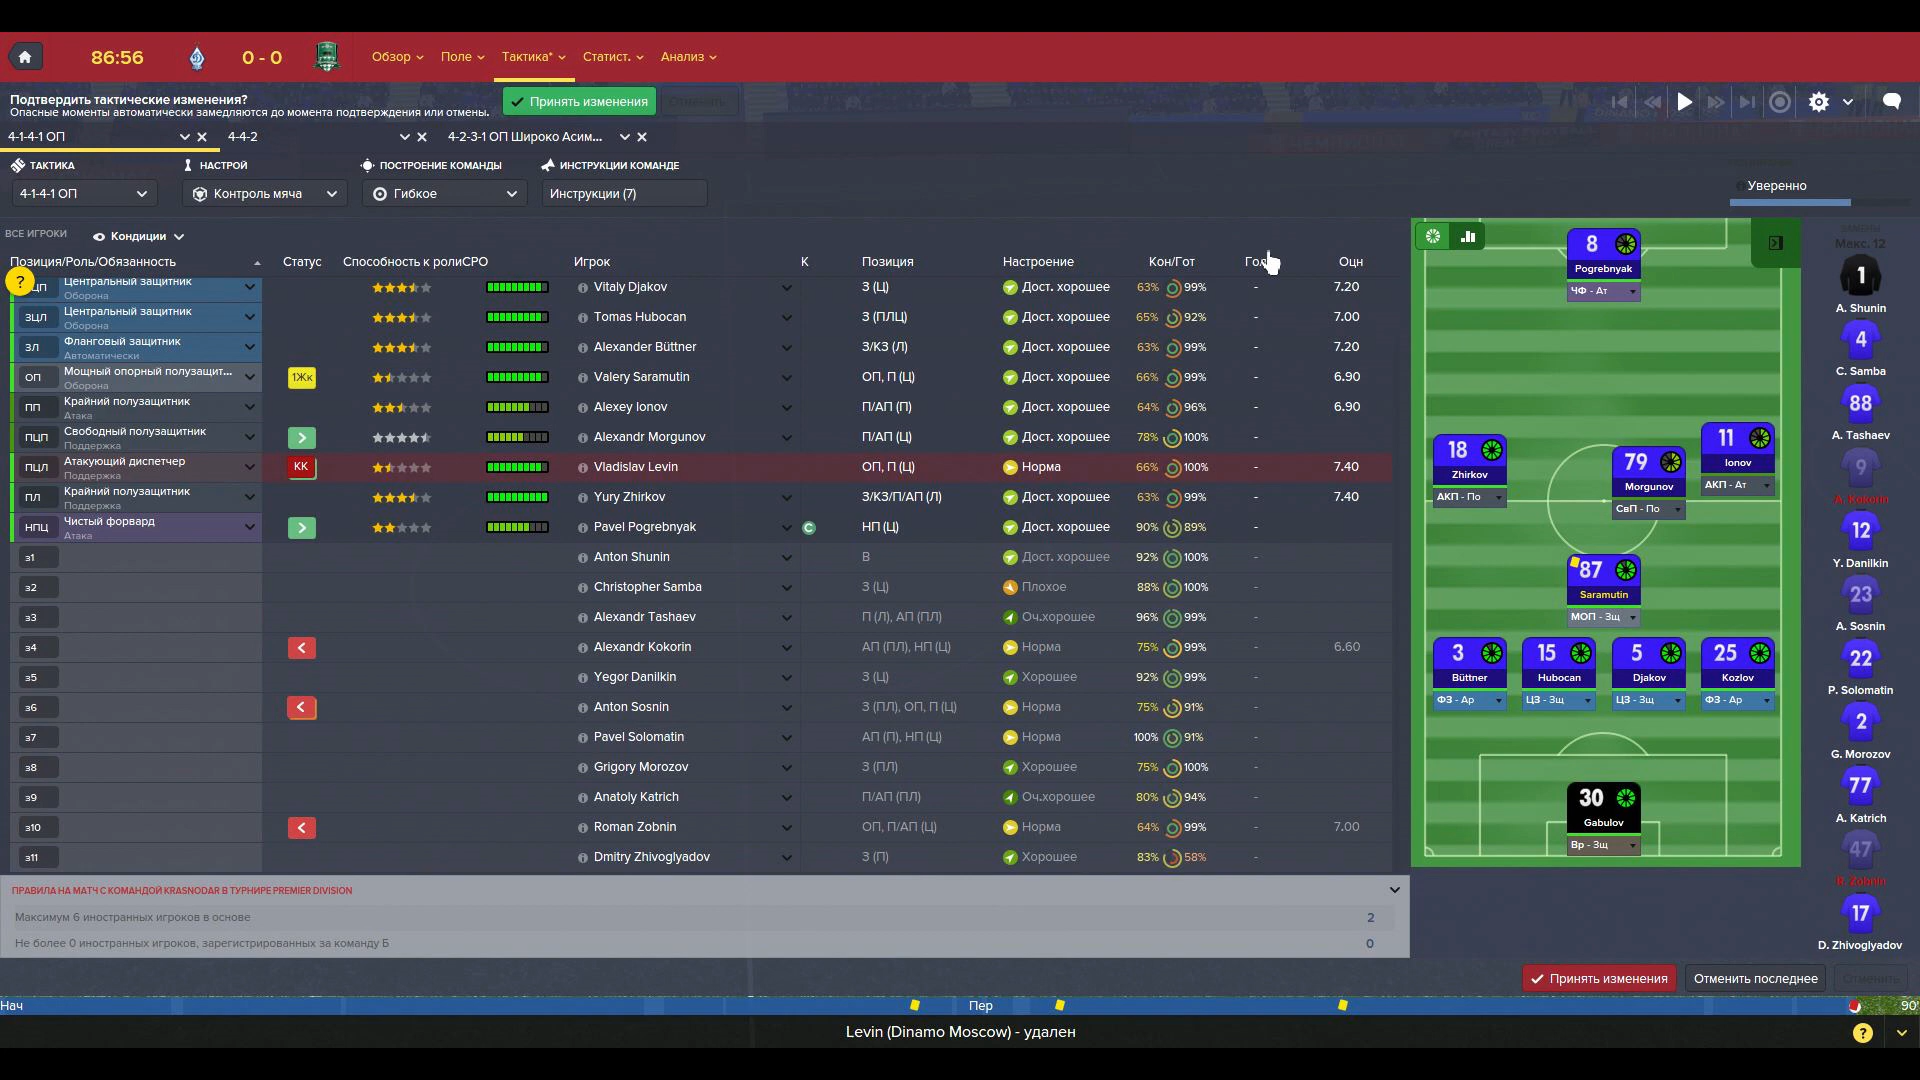 86:56
0 - 0
Обзор
Поле
Тактика*
Статист.
Анализ
Подтвердить тактические изменения?
Опасные моменты автоматически замедляются до момента подтверждения или отмены.
Принять изменения
Отменить
4-1-4-1 ОП
4-4-2
4-2-3-1 ОП Широко Асим...
ТАКТИКА
НАСТРОЙ
ПОСТРОЕНИЕ КОМАНДЫ
ИНСТРУКЦИИ КОМАНДЕ
4-1-4-1 ОП
Контроль мяча
Гибкое
Инструкции (7)
Уверенно
ВСЕ ИГРОКИ
Кондиции
Позиция/Роль/Обязанность Статус Способность к ролиСРО Игрок К Позиция Настроение Кон/Гот Гол Оцн
Центральный защитник Vitaly Djakov З (Ц) Дост. хорошее 63% 99% - 7.20
Оборона
ЗЦЛ Центральный защитник Tomas Hubocan З (ПЛЦ) Дост. хорошее 65% 92% - 7.00
Оборона
ЗЛ Фланговый защитник Alexander Büttner З/КЗ (Л) Дост. хорошее 63% 99% - 7.20
Автоматически
ОП Мощный опорный полузащит... 1Жк Valery Saramutin ОП, П (Ц) Дост. хорошее 66% 99% - 6.90
Оборона
ПП Крайний полузащитник Alexey Ionov П/АП (П) Дост. хорошее 64% 96% - 6.90
Атака
ПЦП Свободный полузащитник Alexandr Morgunov П/АП (Ц) Дост. хорошее 78% 100% -
Поддержка
ПЦЛ Атакующий диспетчер КК Vladislav Levin ОП, П (Ц) Норма 66% 100% - 7.40
Поддержка
ПЛ Крайний полузащитник Yury Zhirkov З/КЗ/П/АП (Л) Дост. хорошее 63% 99% - 7.40
Поддержка
НПЦ Чистый форвард Pavel Pogrebnyak C НП (Ц) Дост. хорошее 90% 89% -
Атака
з1 Anton Shunin В Дост. хорошее 92% 100% -
з2 Christopher Samba З (Ц) Плохое 88% 100% -
з3 Alexandr Tashaev П (Л), АП (ПЛ) Оч.хорошее 96% 99% -
з4 Alexandr Kokorin АП (ПЛ), НП (Ц) Норма 75% 99% - 6.60
з5 Yegor Danilkin З (Ц) Хорошее 92% 99% -
з6 Anton Sosnin З (ПЛ), ОП, П (Ц) Норма 75% 91% -
з7 Pavel Solomatin АП (П), НП (Ц) Норма 100% 91% -
з8 Grigory Morozov З (ПЛ) Хорошее 75% 100% -
з9 Anatoly Katrich П/АП (ПЛ) Оч.хорошее 80% 94% -
з10 Roman Zobnin ОП, П/АП (Ц) Норма 64% 99% - 7.00
з11 Dmitry Zhivoglyadov З (П) Хорошее 83% 58% -
8
Pogrebnyak
ЧФ - Ат
18
Zhirkov
АКП - По
79
Morgunov
СвП - По
11
Ionov
АКП - Ат
87
Saramutin
МОП - Зщ
3
Büttner
ФЗ - Ар
15
Hubocan
ЦЗ - Зщ
5
Djakov
ЦЗ - Зщ
25
Kozlov
ФЗ - Ар
30
Gabulov
Вр - Зщ
Макс. 12
1
A. Shunin
4
C. Samba
88
A. Tashaev
9
A. Kokorin
12
Y. Danilkin
23
A. Sosnin
22
P. Solomatin
2
G. Morozov
77
A. Katrich
47
R. Zobnin
17
D. Zhivoglyadov
ПРАВИЛА НА МАТЧ С КОМАНДОЙ KRASNODAR В ТУРНИРЕ PREMIER DIVISION
Максимум 6 иностранных игроков в основе 2
Не более 0 иностранных игроков, зарегистрированных за команду Б 0
Принять изменения
Отменить последнее
Отменить
Нач
Пер
90'
Levin (Dinamo Moscow) - удален
?